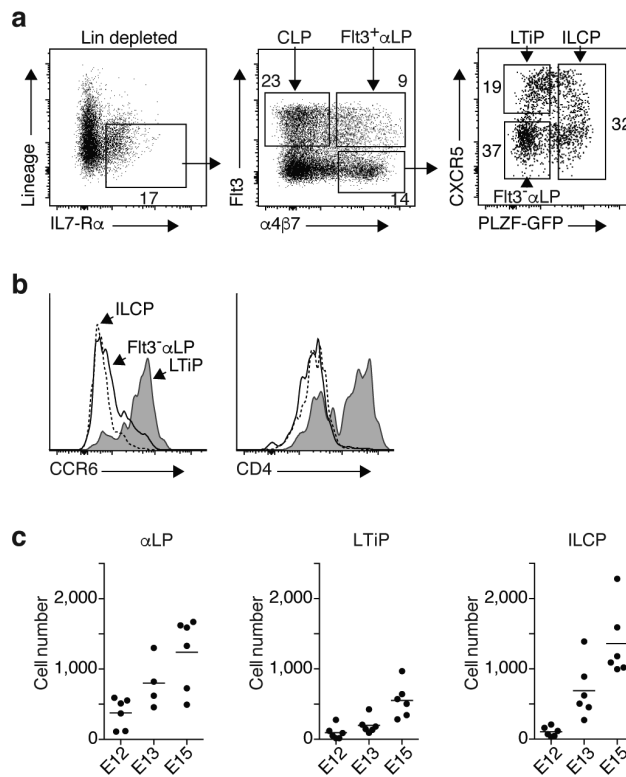 a
Lin depleted
CLP Flt3⁺αLP
LTiP ILCP
Lineage
17
IL7-Rα
Flt3
23
9
14
α4β7
CXCR5
19
37
32
Flt3⁻αLP
PLZF-GFP
b
ILCP
Flt3⁻αLP
LTiP
CCR6
CD4
c
αLP
Cell number
2,000
1,000
0
E12 E13 E15
LTiP
Cell number
2,000
1,000
0
E12 E13 E15
ILCP
Cell number
2,000
1,000
0
E12 E13 E15